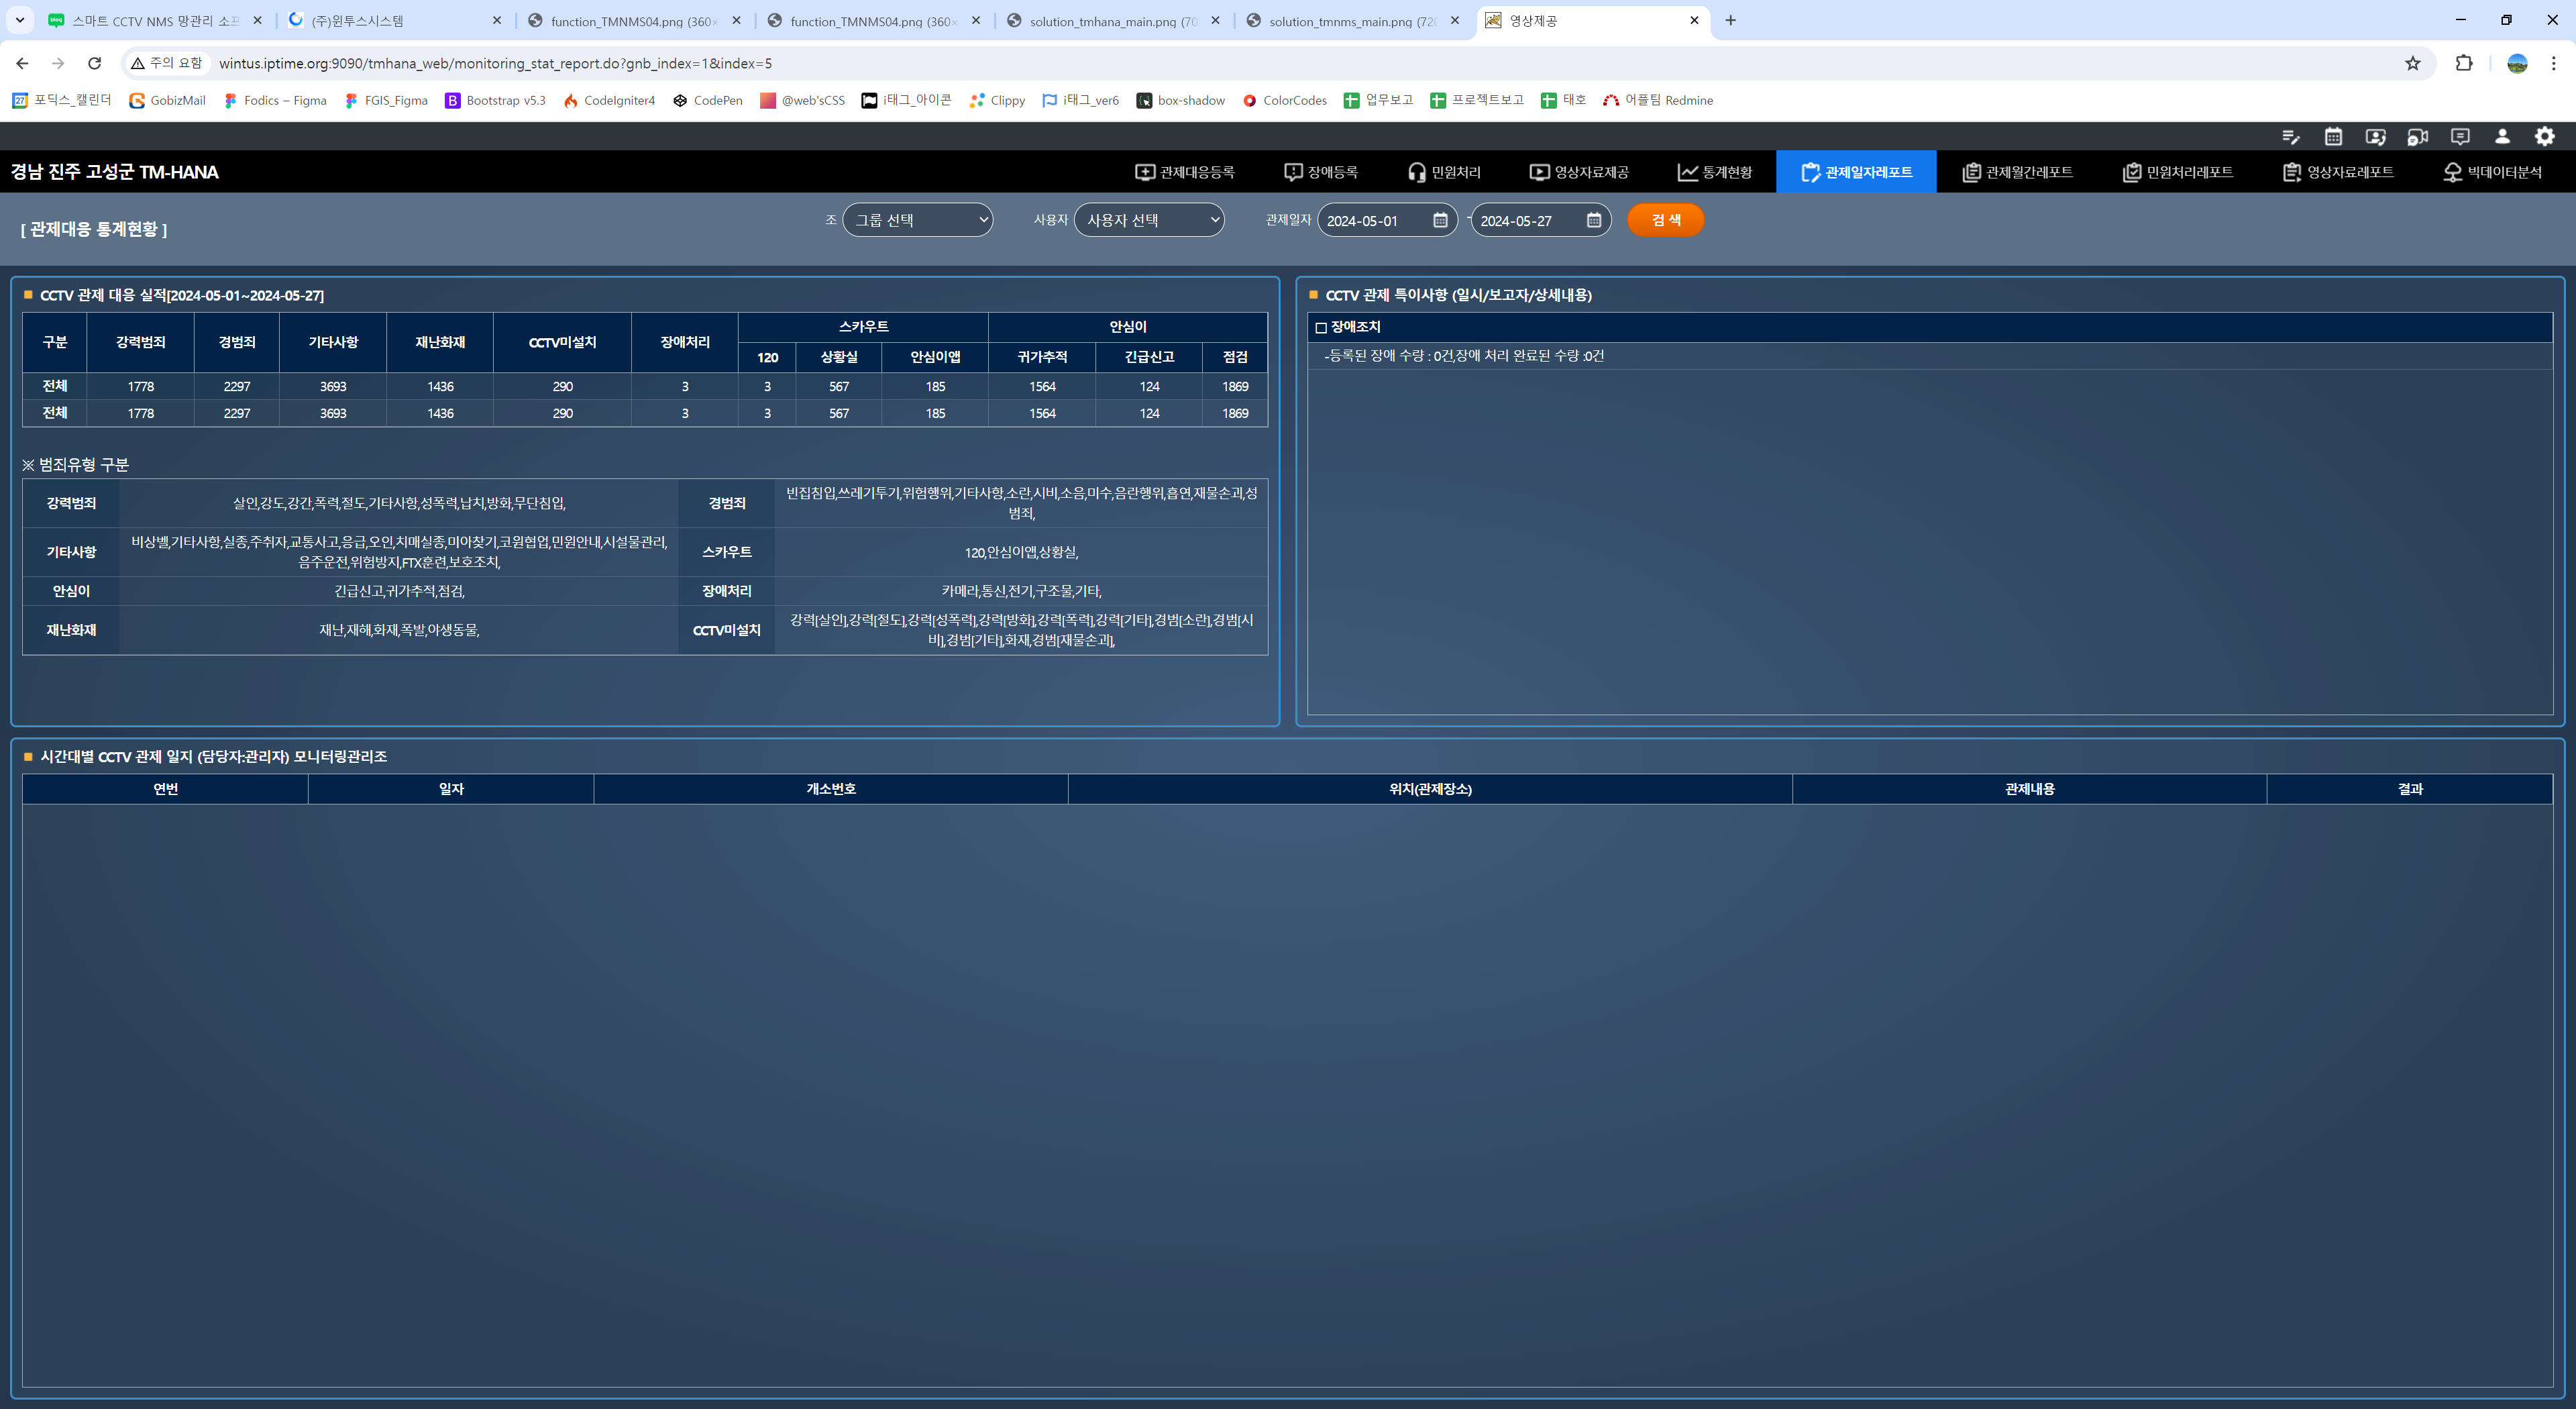 스마트 CCTV NMS 망관리 소프
(주)윈투스시스템
function_TMNMS04.png (360×
function_TMNMS04.png (360×
solution_tmhana_main.png (70
solution_tmnms_main.png (720
영상제공
주의 요함
wintus.iptime.org:9090/tmhana_web/monitoring_stat_report.do?gnb_index=1&index=5
포딕스_캘린더
GobizMail
Fodics – Figma
FGIS_Figma
Bootstrap v5.3
CodeIgniter4
CodePen
@web'sCSS
i태그_아이콘
Clippy
i태그_ver6
box-shadow
ColorCodes
업무보고
프로젝트보고
태호
어플팀 Redmine
경남 진주 고성군 TM-HANA
관제대응등록
장애등록
민원처리
영상자료제공
통계현황
관제일자레포트
관제월간레포트
민원처리레포트
영상자료레포트
빅데이터분석
[ 관제대응 통계현황 ]
조 그룹 선택
사용자 사용자 선택
관제일자 2024-05-01 - 2024-05-27
검 색
CCTV 관제 대응 실적[2024-05-01~2024-05-27]
구분 강력범죄 경범죄 기타사항 재난화재 CCTV미설치 장애처리 스카우트 안심이
120 상황실 안심이앱 귀가추적 긴급신고 점검
전체 1778 2297 3693 1436 290 3 3 567 185 1564 124 1869
전체 1778 2297 3693 1436 290 3 3 567 185 1564 124 1869
※ 범죄유형 구분
강력범죄 살인,강도,강간,폭력,절도,기타사항,성폭력,납치,방화,무단침입,
경범죄 빈집침입,쓰레기투기,위험행위,기타사항,소란,시비,소음,미수,음란행위,흡연,재물손괴,성
범죄,
기타사항 비상벨,기타사항,실종,주취자,교통사고,응급,오인,치매실종,미아찾기,코원협업,민원안내,시설물관리,
음주운전,위험방지,FTX훈련,보호조치,
스카우트 120,안심이앱,상황실,
안심이 긴급신고,귀가추적,점검,
장애처리 카메라,통신,전기,구조물,기타,
재난화재 재난,재해,화재,폭발,야생동물,
CCTV미설치 강력[살인],강력[절도],강력[성폭력],강력[방화],강력[폭력],강력[기타],경범[소란],경범[시
비],경범[기타],화재,경범[재물손괴],
CCTV 관제 특이사항 (일시/보고자/상세내용)
□ 장애조치
-등록된 장애 수량 : 0건,장애 처리 완료된 수량 :0건
시간대별 CCTV 관제 일지 (담당자:관리자) 모니터링관리조
연번 일자 개소번호 위치(관제장소) 관제내용 결과